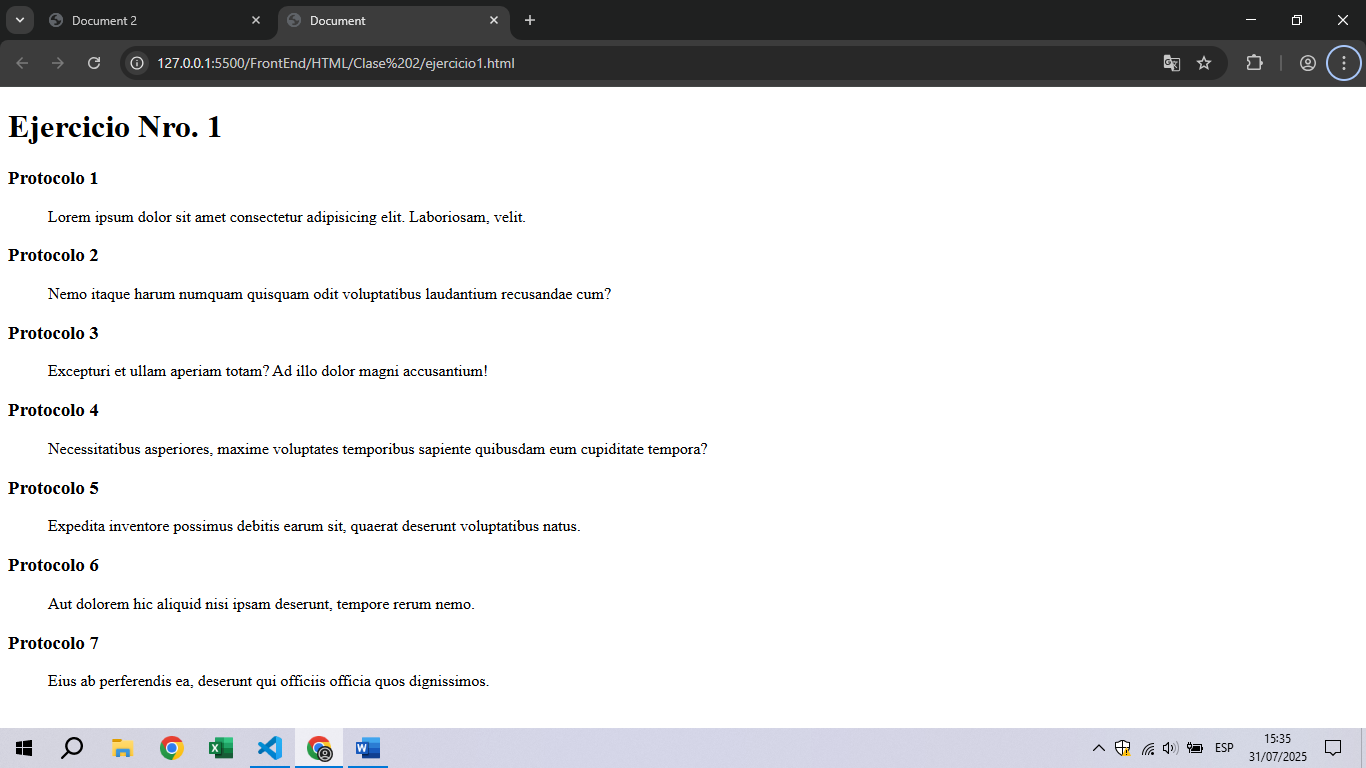 Document 2
Document
127.0.0.1:5500/FrontEnd/HTML/Clase%202/ejercicio1.html
Ejercicio Nro. 1
Protocolo 1
Lorem ipsum dolor sit amet consectetur adipisicing elit. Laboriosam, velit.
Protocolo 2
Nemo itaque harum numquam quisquam odit voluptatibus laudantium recusandae cum?
Protocolo 3
Excepturi et ullam aperiam totam? Ad illo dolor magni accusantium!
Protocolo 4
Necessitatibus asperiores, maxime voluptates temporibus sapiente quibusdam eum cupiditate tempora?
Protocolo 5
Expedita inventore possimus debitis earum sit, quaerat deserunt voluptatibus natus.
Protocolo 6
Aut dolorem hic aliquid nisi ipsam deserunt, tempore rerum nemo.
Protocolo 7
Eius ab perferendis ea, deserunt qui officiis officia quos dignissimos.
ESP
15:35
31/07/2025